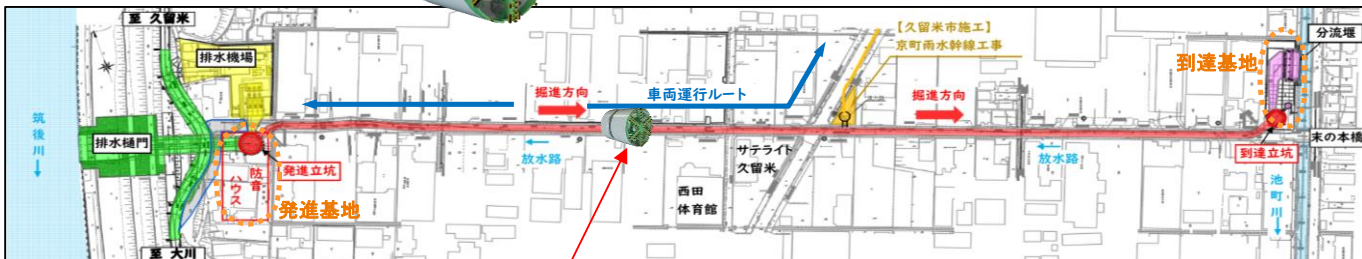 至 久留米
排水機場
筑後川
排水樋門
防音
ハウス
発進立坑
発進基地
至 大川
掘進方向
車両運行ルート
放水路
西田
体育館
サテライト
久留米
【久留米市施工】
京町雨水幹線工事
掘進方向
放水路
到達基地
分流堰
末の本橋
到達立坑
池町川